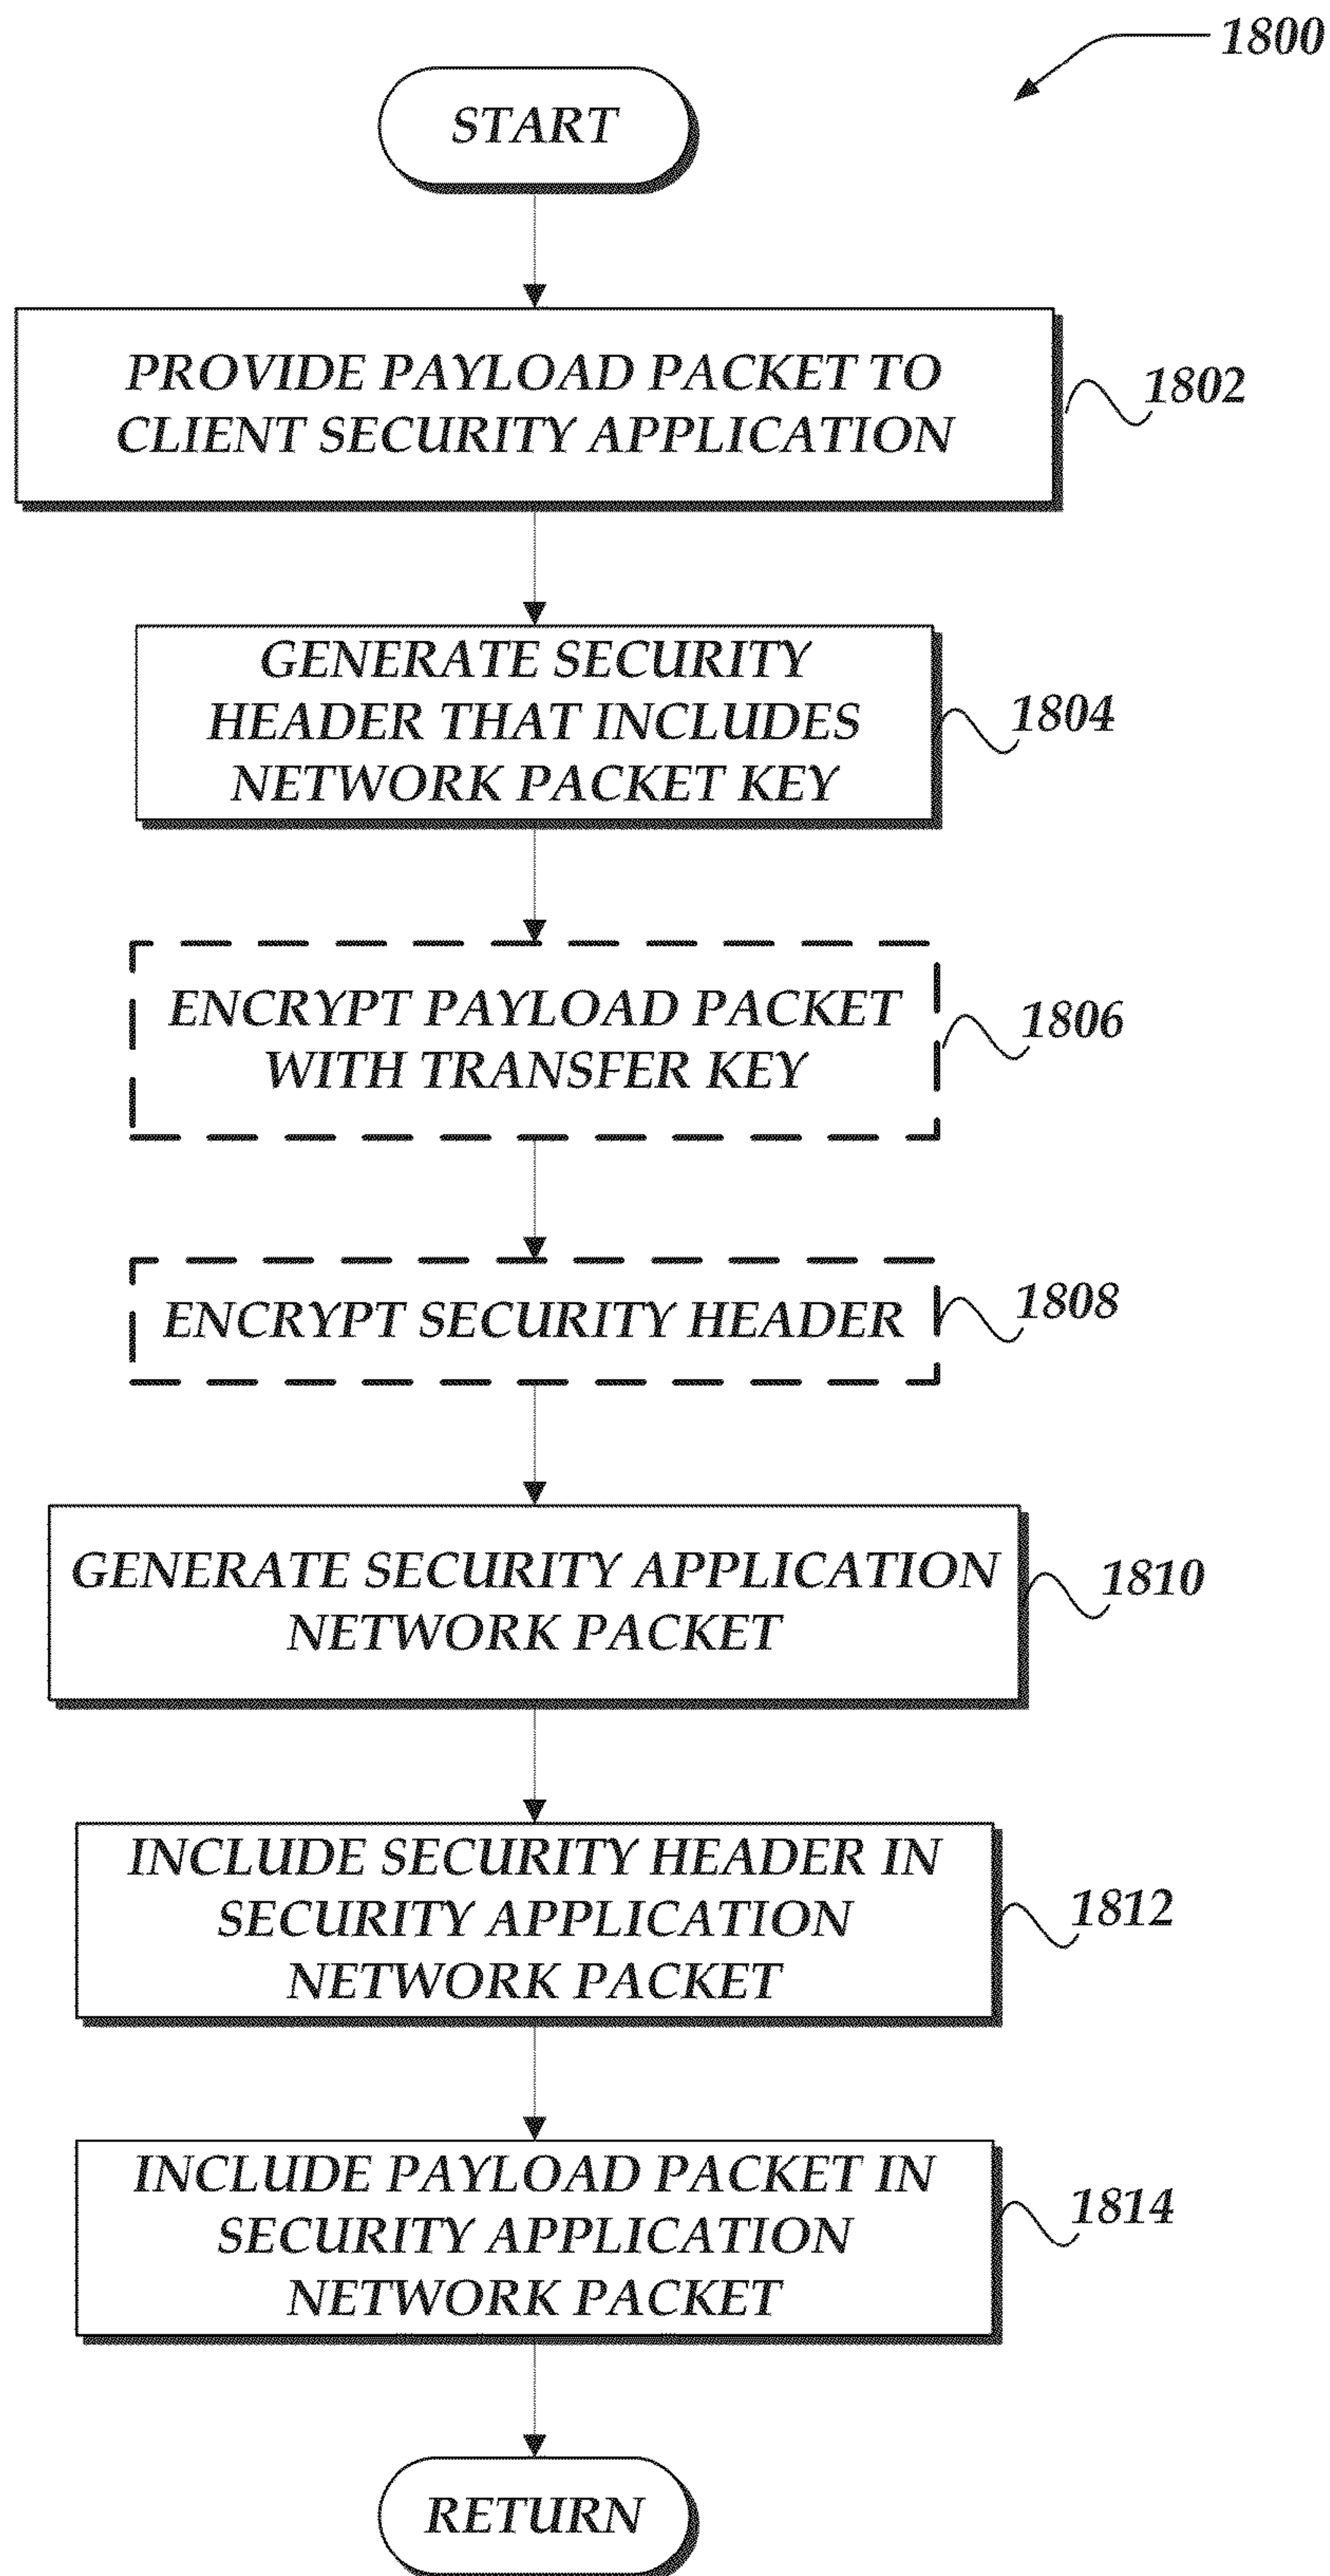 1800
START
PROVIDE PAYLOAD PACKET TO
CLIENT SECURITY APPLICATION
1802
GENERATE SECURITY
HEADER THAT INCLUDES
NETWORK PACKET KEY
1804
ENCRYPT PAYLOAD PACKET
WITH TRANSFER KEY
1806
ENCRYPT SECURITY HEADER
1808
GENERATE SECURITY APPLICATION
NETWORK PACKET
1810
INCLUDE SECURITY HEADER IN
SECURITY APPLICATION
NETWORK PACKET
1812
INCLUDE PAYLOAD PACKET IN
SECURITY APPLICATION
NETWORK PACKET
1814
RETURN